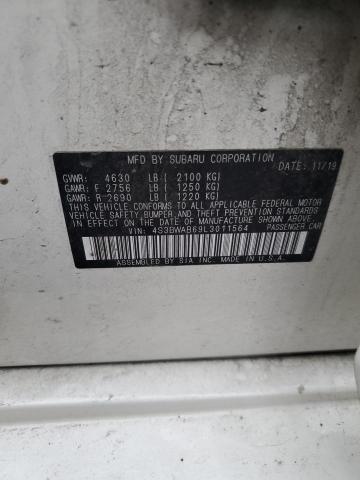 MFD BY SUBARU CORPORATION
DATE: 11/19
GVWR: 4630 LB ( 2100 KG)
GAWR: F 2756 LB ( 1250 KG)
GAWR: R 2690 LB ( 1220 KG)
THIS VEHICLE CONFORMS TO ALL APPLICABLE FEDERAL MOTOR
VEHICLE SAFETY, BUMPER, AND THEFT PREVENTION STANDARDS
IN EFFECT ON THE DATE OF MANUFACTURE SHOWN ABOVE.
VIN: 4S3BWAB69L3011564 PASSENGER CAR
ASSEMBLED BY SIA, INC. MADE IN U.S.A.